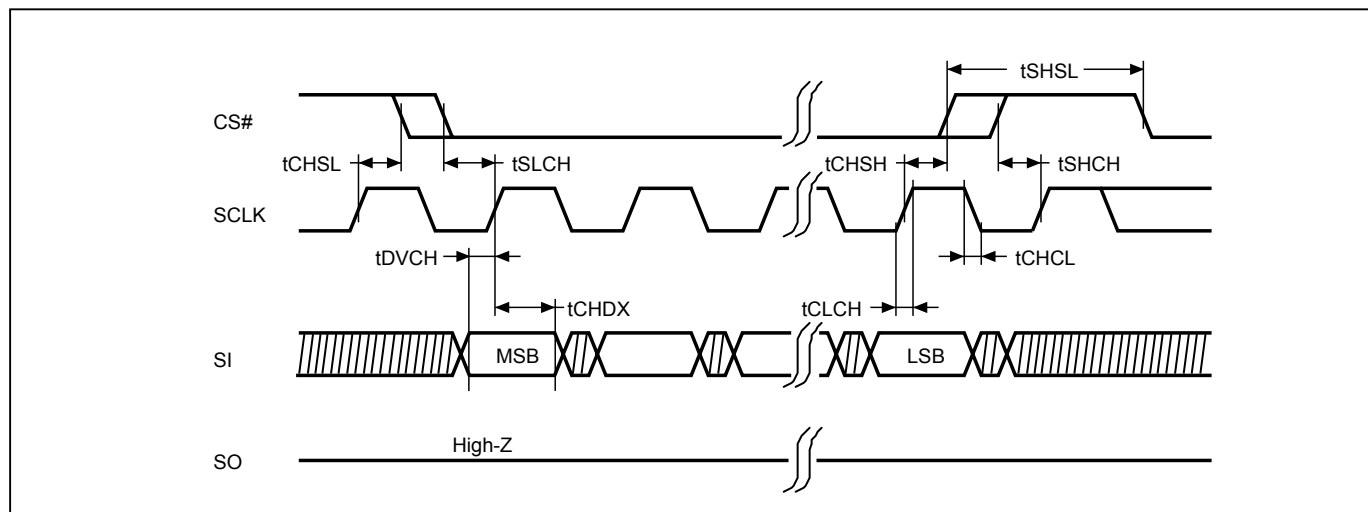 tSHSL
CS#
tCHSL
tSLCH
tCHSH
tSHCH
SCLK
tDVCH
tCHCL
tCHDX
tCLCH
SI
MSB
LSB
High-Z
SO